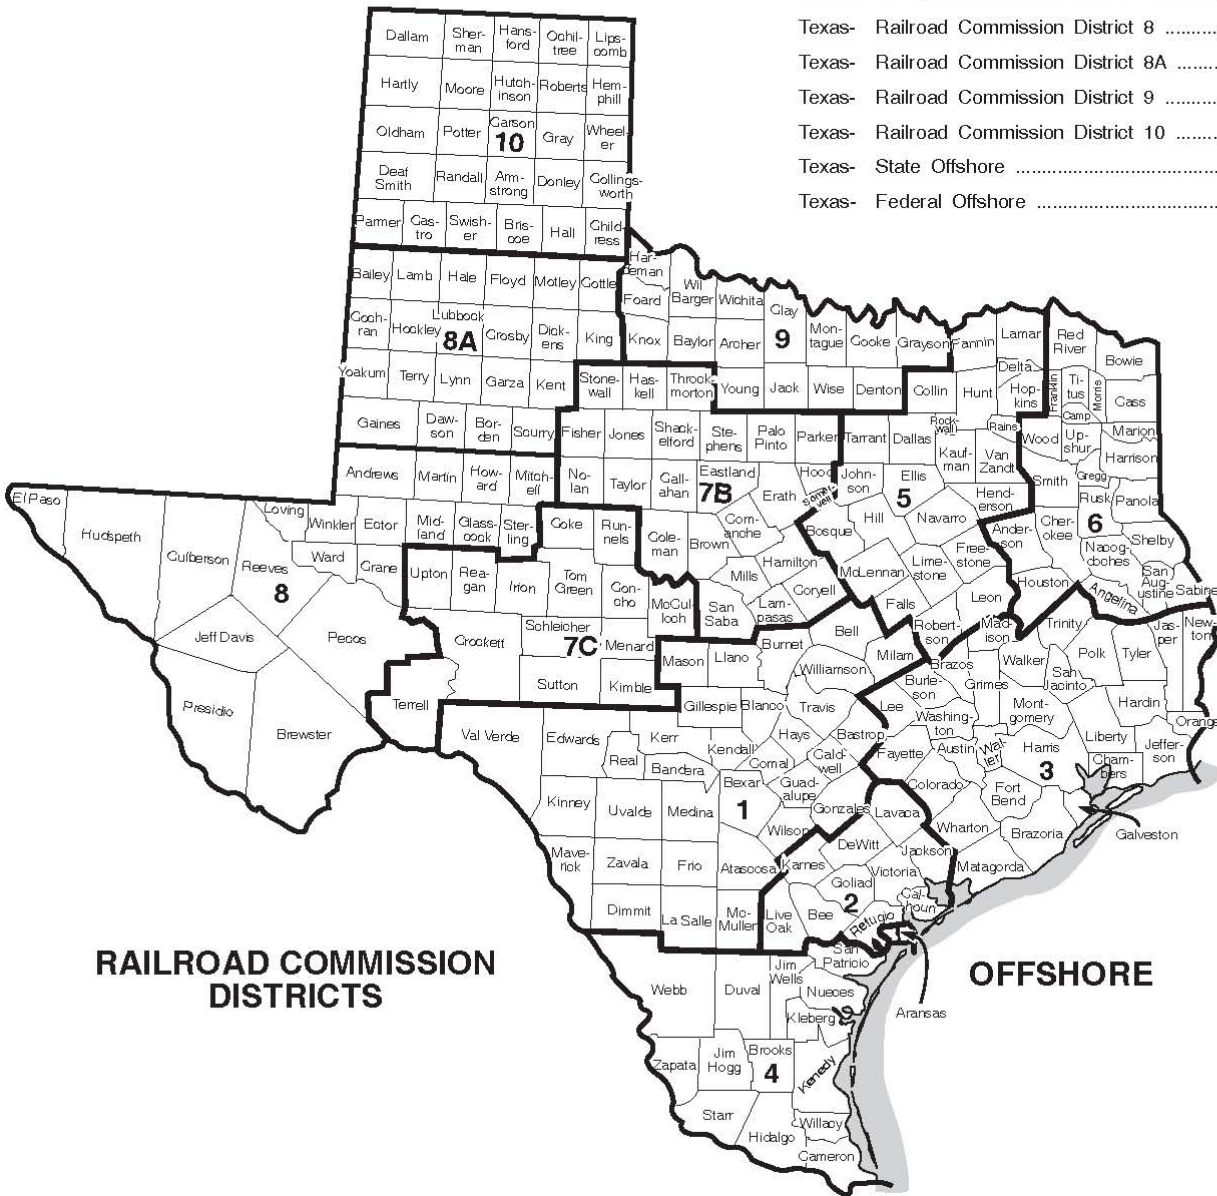 Texas- Railroad Commission District 8 ..........
Texas- Railroad Commission District 8A ........
Texas- Railroad Commission District 9 ..........
Texas- Railroad Commission District 10 ........
Texas- State Offshore ........................................
Texas- Federal Offshore ....................................
Dallam
Sher-
man
Hans-
ford
Ochil-
tree
Lips-
comb
Hartly
Moore
Hutch-
inson
Roberts
Hem-
phill
Oldham
Potter
Carson
10
Gray
Wheel-
er
Deaf
Smith
Randall
Arm-
strong
Donley
Collings-
worth
Parmer
Cas-
tro
Swish-
er
Bris-
coe
Hall
Child-
ress
Bailey
Lamb
Hale
Floyd
Motley
Cottle
Har-
deman
Foard
Wil
Barger
Wichita
Clay
Coch-
ran
Hockley
Lubbock
8A
Crosby
Dick-
ens
King
Knox
Baylor
Archer
9
Mon-
tague
Cooke
Grayson
Fannin
Lamar
Red
River
Bowie
Yoakum
Terry
Lynn
Garza
Kent
Stone-
wall
Has-
kell
Throck-
morton
Young
Jack
Wise
Denton
Collin
Hunt
Delta
Hop-
kins
Franklin
Ti-
tus
Morris
Camp
Cass
Gaines
Daw-
son
Bor-
den
Scurry
Fisher
Jones
Shack-
elford
Ste-
phens
Palo
Pinto
Parker
Tarrant
Dallas
Rock-
wall
Rains
Wood
Up-
shur
Marion
Kauf-
man
Van
Zandt
Harrison
Andrews
Martin
How-
ard
Mitch-
ell
No-
lan
Taylor
Call-
ahan
Eastland
7B
Erath
Hood
Somer-
vell
John-
son
Ellis
5
Hend-
erson
Smith
Gregg
Rusk
Panola
6
El Paso
Hudspeth
Culberson
Loving
Winkler
Ector
Mid-
land
Glass-
cock
Ster-
ling
Coke
Run-
nels
Cole-
man
Brown
Com-
anche
Bosque
Hill
Navarro
Ander-
son
Cher-
okee
Nacog-
doches
Shelby
Reeves
8
Ward
Crane
Upton
Rea-
gan
Irion
Tom
Green
Con-
cho
McCul-
loch
Mills
Hamilton
McLennan
Lime-
stone
Free-
stone
Houston
Angelina
San
Aug-
ustine
Sabine
San
Saba
Lam-
pasas
Coryell
Falls
Leon
Jeff Davis
Pecos
Crockett
Schleicher
7C
Menard
Mason
Llano
Burnet
Bell
Robert-
son
Mad-
ison
Trinity
Jas-
per
New-
ton
Milam
Brazos
Walker
Polk
Tyler
Presidio
Brewster
Terrell
Sutton
Kimble
Gillespie
Blanco
Williamson
Travis
Lee
Burle-
son
Grimes
San
Jacinto
Hardin
Val Verde
Edwards
Kerr
Real
Bandera
Kendall
Hays
Comal
Bastrop
Cald-
well
Fayette
Washing-
ton
Austin
Wal-
ler
Mont-
gomery
Harris
Liberty
Orange
Jeffer-
son
Cham-
bers
3
Kinney
Uvalde
Medina
Bexar
1
Guad-
alupe
Gonzales
Wilson
Lavaca
Colorado
Fort
Bend
Wharton
Brazoria
Galveston
Mave-
rick
Zavala
Frio
Atascosa
Karnes
DeWitt
Jackson
Matagorda
Goliad
Victoria
2
Cal-
houn
Dimmit
La Salle
Mc-
Muller
Live
Oak
Bee
Refugio
RAILROAD COMMISSION
DISTRICTS
OFFSHORE
Webb
Duval
Jim
Wells
San
Patricio
Nueces
Aransas
Kleberg
Zapata
Jim
Hogg
Brooks
4
Kenedy
Starr
Hidalgo
Willacy
Cameron